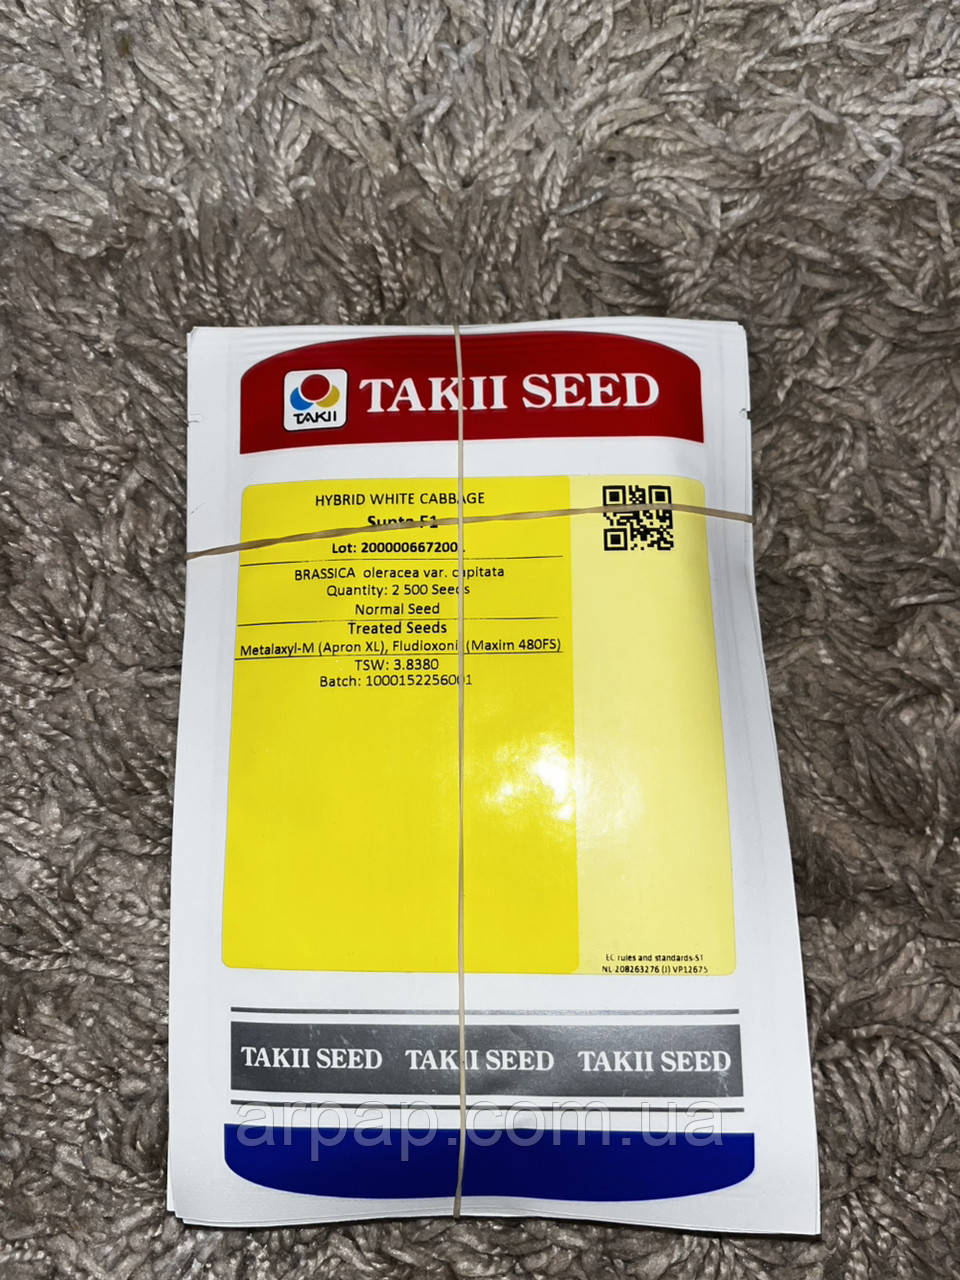 TAKII
TAKII SEED
HYBRID WHITE CABBAGE
F1
Lot:
BRASSICA oleracea var. capitata
Quantity: 2 500 Seeds
Normal Seed
Treated Seeds
Metalaxyl-M (Apron XL), Fludioxonil (Maxim 480FS)
TSW: 3.8380
Batch: 1000152256001
EC rules and standards-ST
NL-208263276 (J) VP12675
TAKII SEED TAKII SEED TAKII SEED
arpap.com.ua